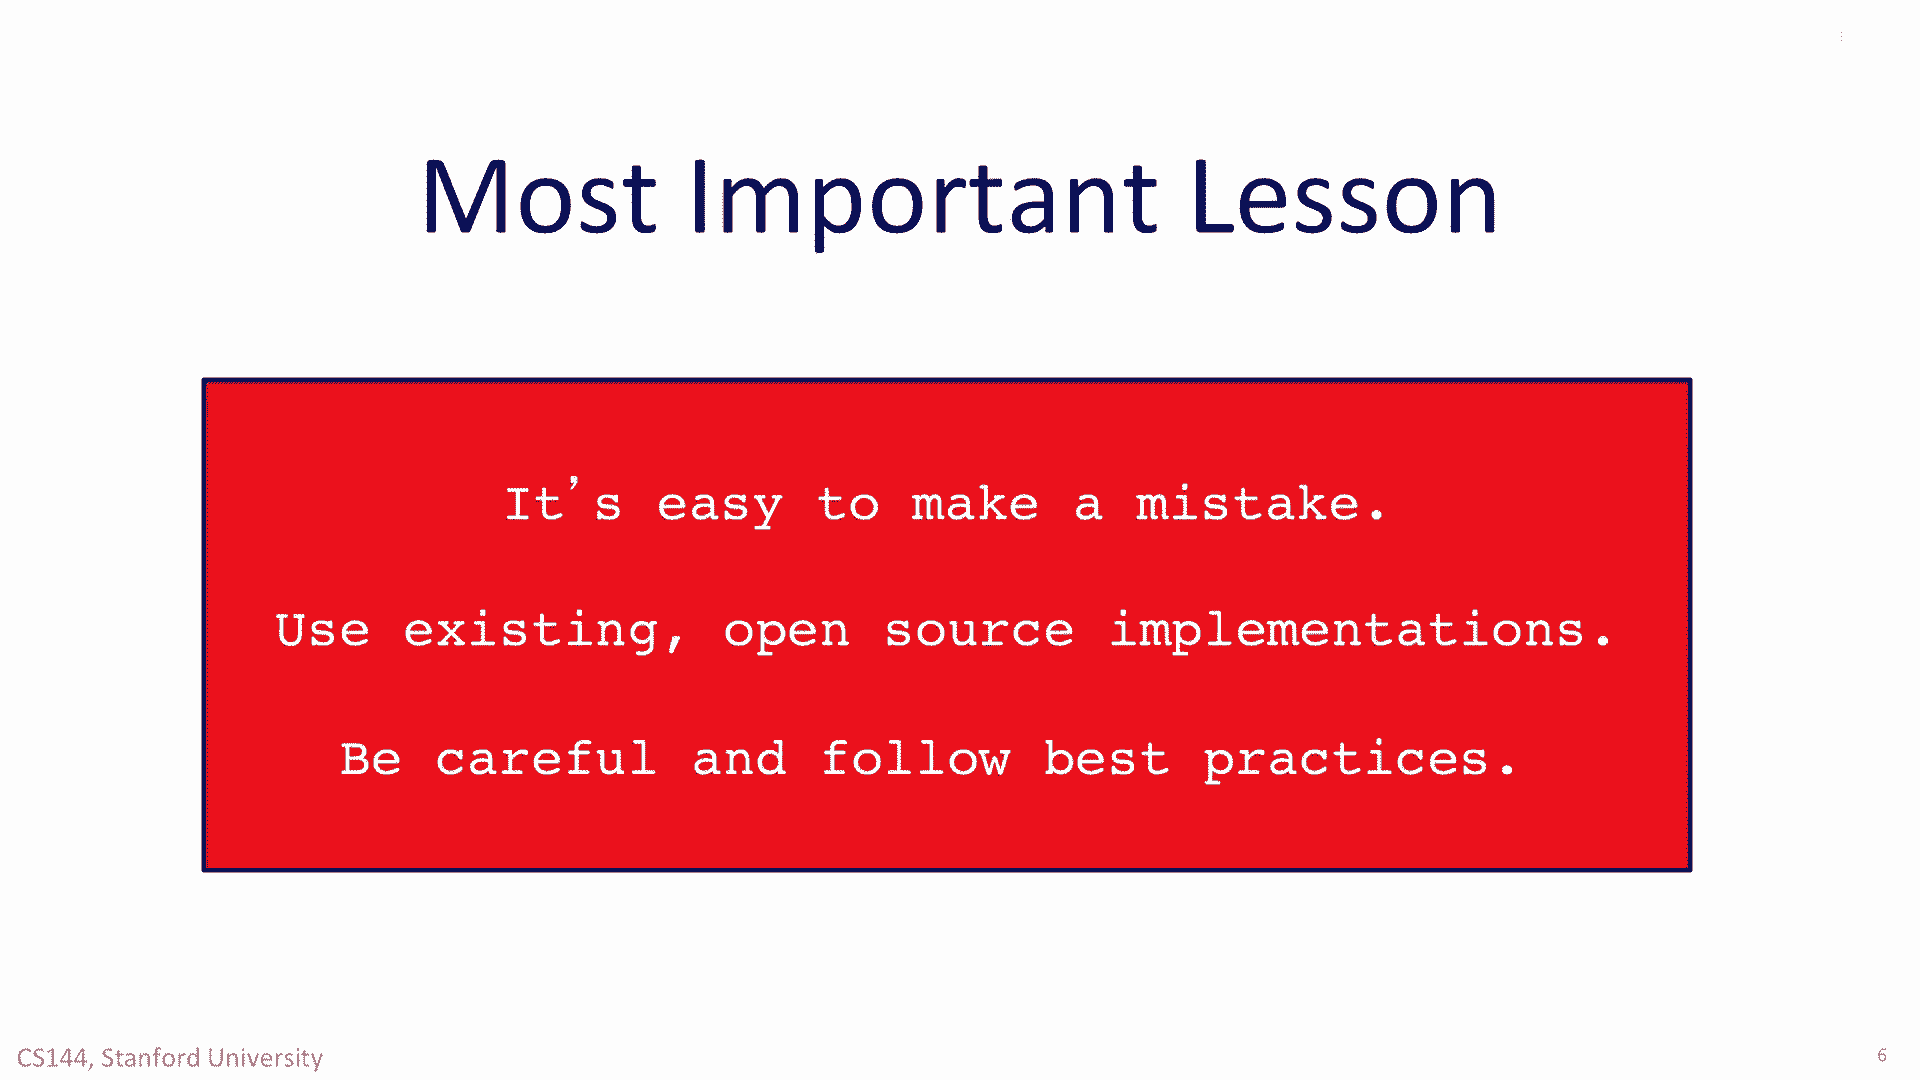 Most Important Lesson
It’s easy to make a mistake.
Use existing, open source implementations.
Be careful and follow best practices.
CS144, Stanford University
6